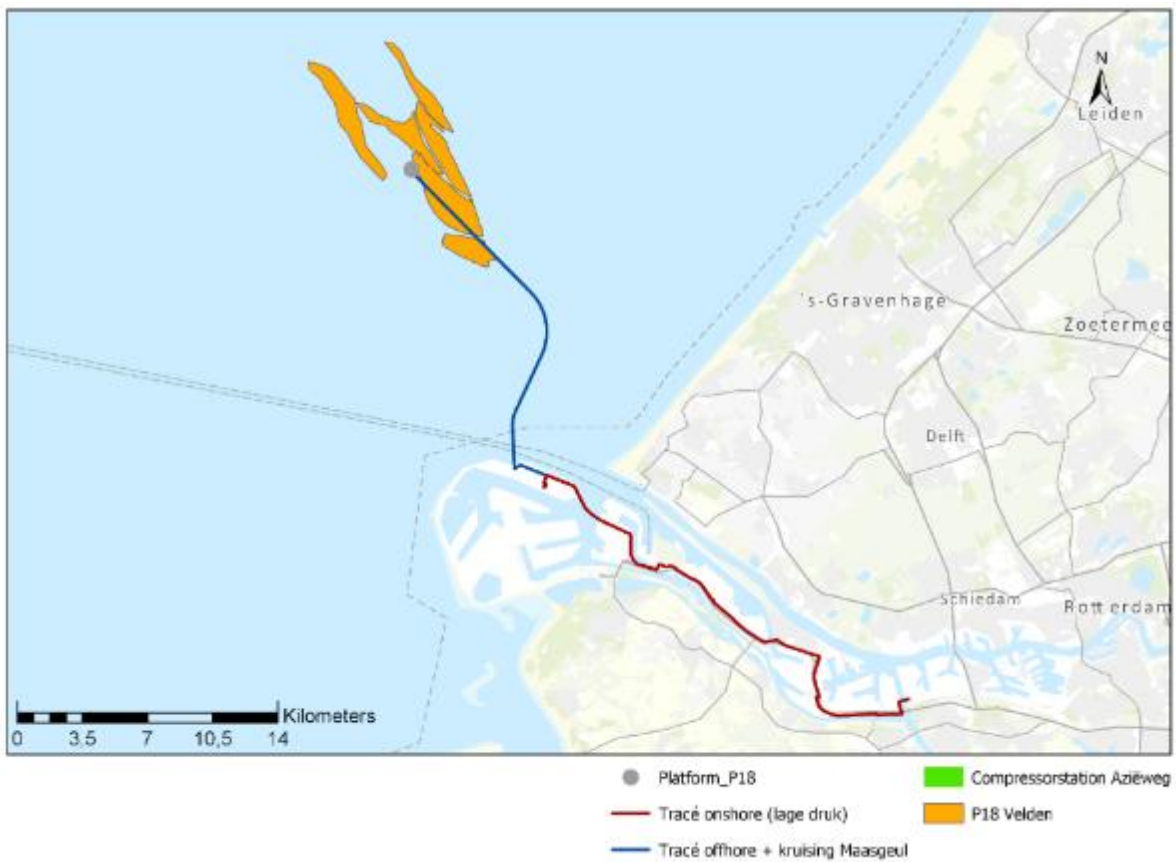 N
Leiden
's-Gravenhage
Zoetermee
Delft
Schiedam
Rotterdam
Kilometers
0 3,5 7 10,5 14
Platform_P18
Compressorstation Aziëweg
Tracé onshore (lage druk)
P18 Velden
Tracé offhore + kruising Maasgeul